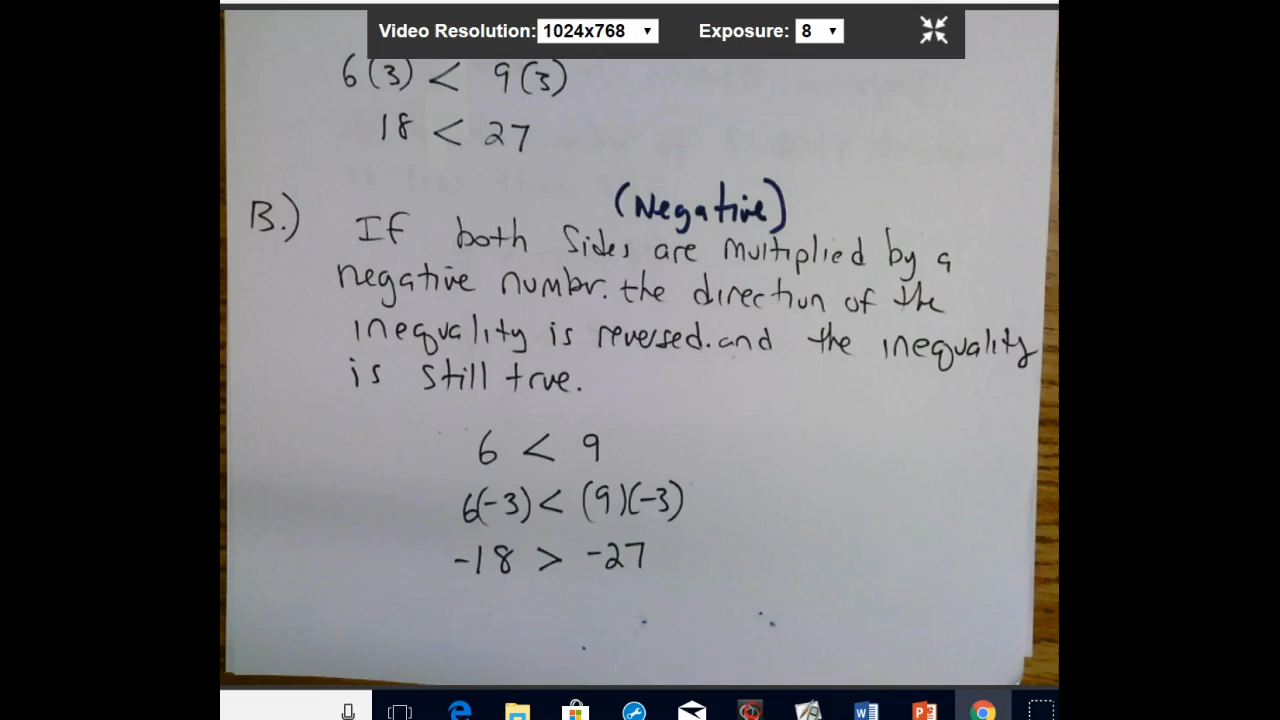 Video Resolution: 1024x768 Exposure: 8
6(3) < 9(3)
18 < 27
(Negative)
B.) If both sides are multiplied by a
negative numbr. the direction of the
inequality is reversed. and the inequality
is still true.
6 < 9
6(-3) < (9)(-3)
-18 > -27